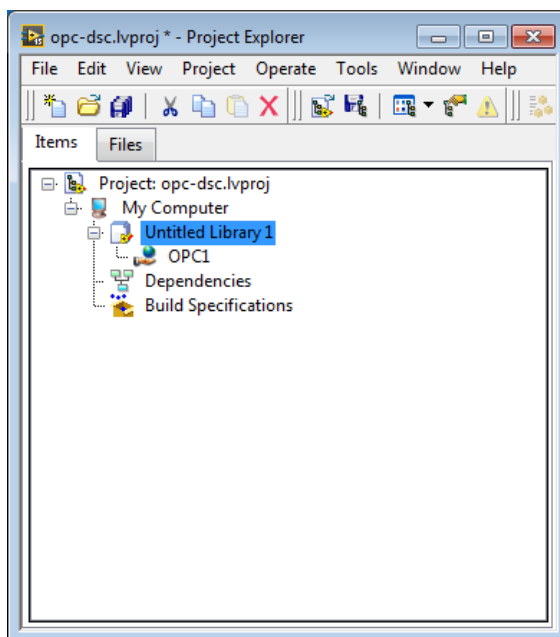 opc-dsc.lvproj * - Project Explorer
File Edit View Project Operate Tools Window Help
Items Files
Project: opc-dsc.lvproj
My Computer
Untitled Library 1
OPC1
Dependencies
Build Specifications